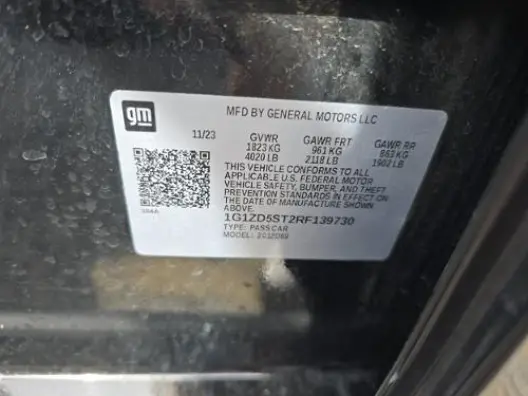 gm
MFD BY GENERAL MOTORS LLC
11/23 GVWR GAWR FRT GAWR RR
1823 KG 961 KG 863 KG
4020 LB 2118 LB 1902 LB
THIS VEHICLE CONFORMS TO ALL
APPLICABLE U.S. FEDERAL MOTOR
VEHICLE SAFETY, BUMPER, AND THEFT
PREVENTION STANDARDS IN EFFECT ON
THE DATE OF MANUFACTURE SHOWN
ABOVE.
1G1ZD5ST2RF139730
TYPE: PASS CAR
MODEL: 2G1ZD69